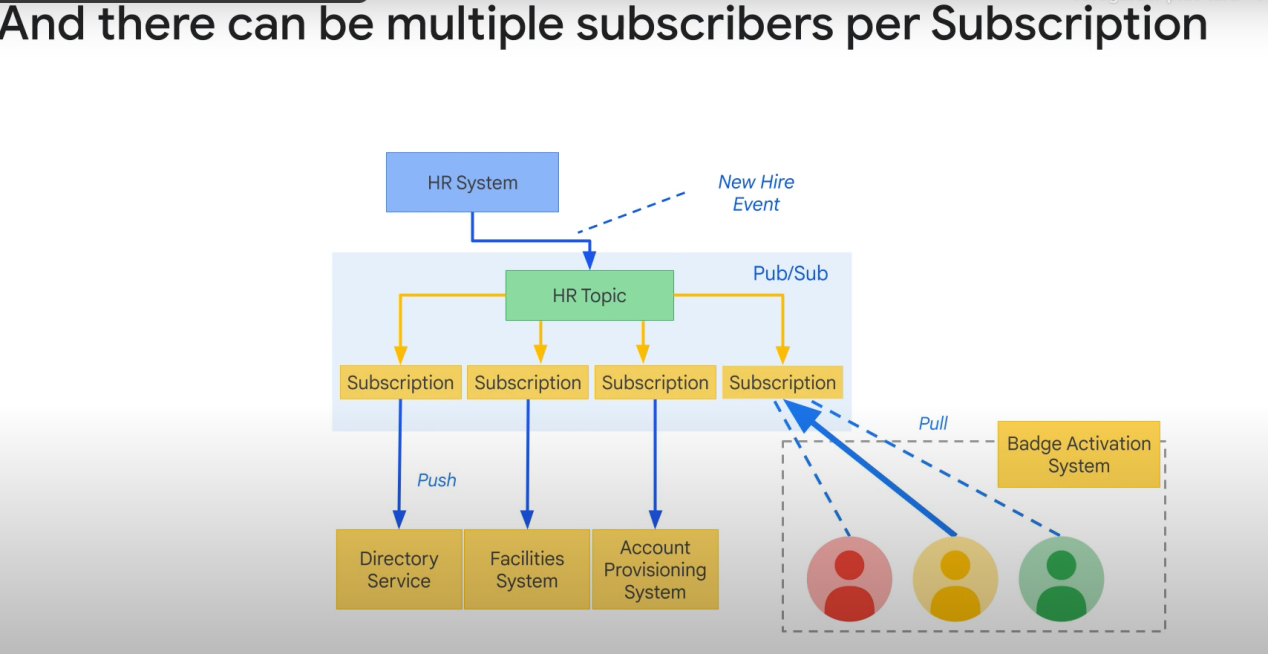 And there can be multiple subscribers per Subscription
HR System
New Hire
Event
Pub/Sub
HR Topic
Subscription
Subscription
Subscription
Subscription
Pull
Badge Activation
System
Push
Directory
Service
Facilities
System
Account
Provisioning
System